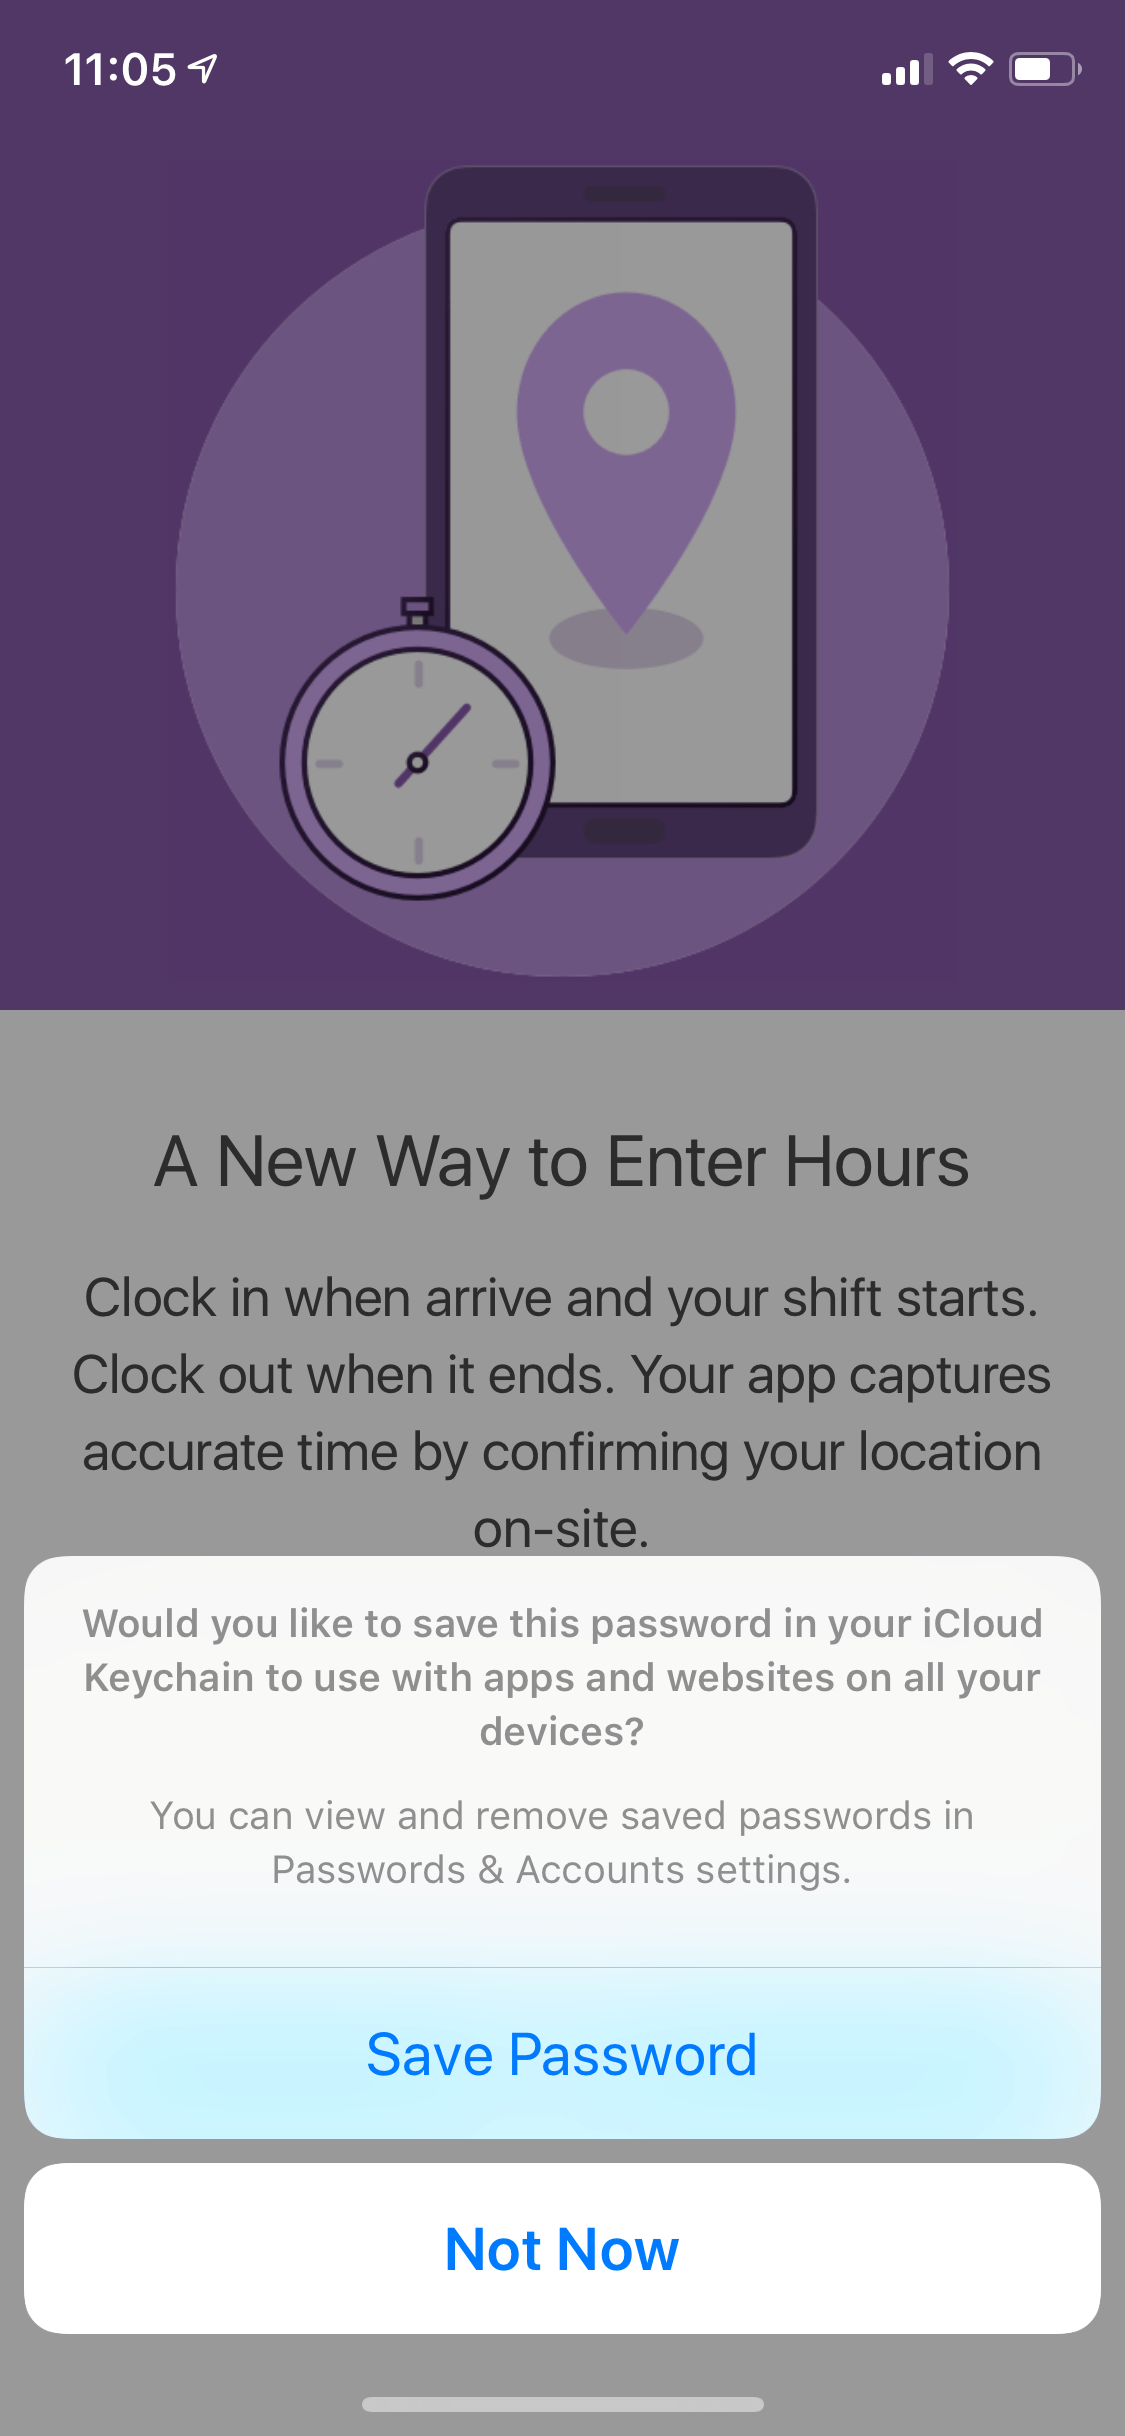 11:05
A New Way to Enter Hours
Clock in when arrive and your shift starts.
Clock out when it ends. Your app captures
accurate time by confirming your location
on-site.
Would you like to save this password in your iCloud
Keychain to use with apps and websites on all your
devices?
You can view and remove saved passwords in
Passwords & Accounts settings.
Save Password
Not Now